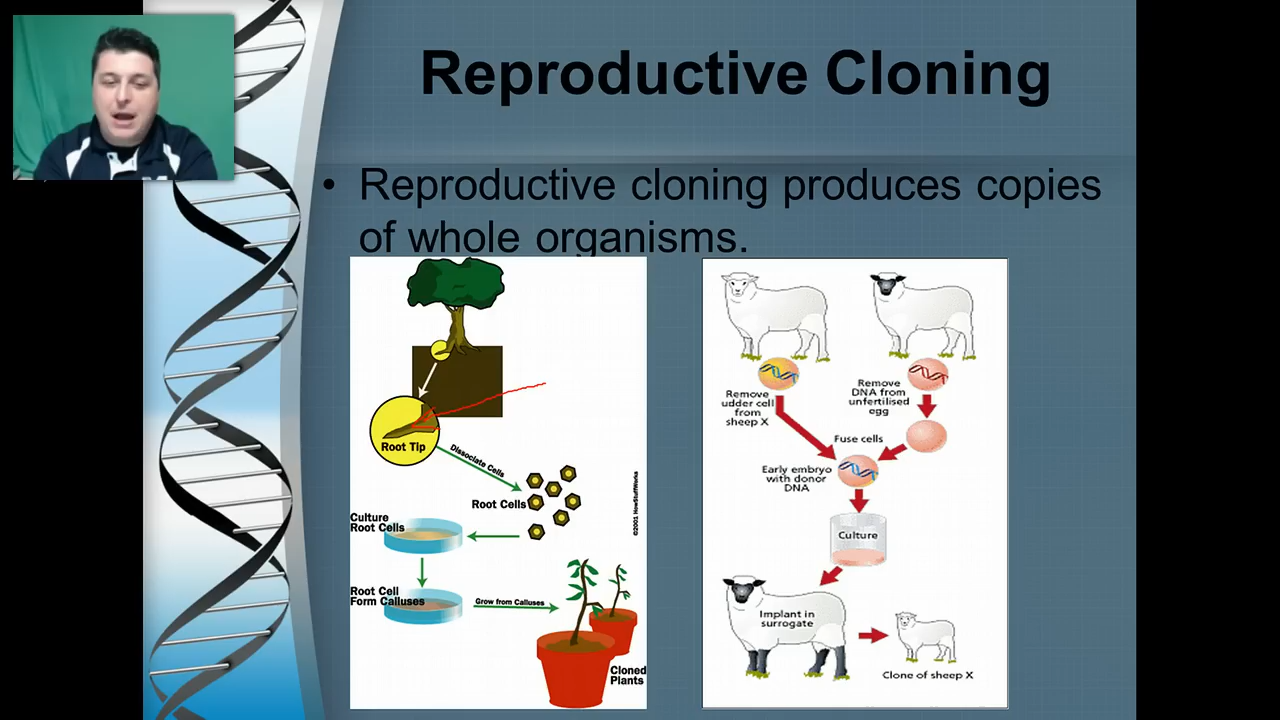 Reproductive Cloning
• Reproductive cloning produces copies
of whole organisms.
Root Tip
Dissociate Cells
Root Cells
Culture
Root Cells
Root Cell
Form Calluses
Grow from Calluses
Cloned
Plants
©2001 HowStuffWorks
Remove
udder cell
from
sheep X
Remove
DNA from
unfertilised
egg
Fuse cells
Early embryo
with donor
DNA
Culture
Implant in
surrogate
Clone of sheep X